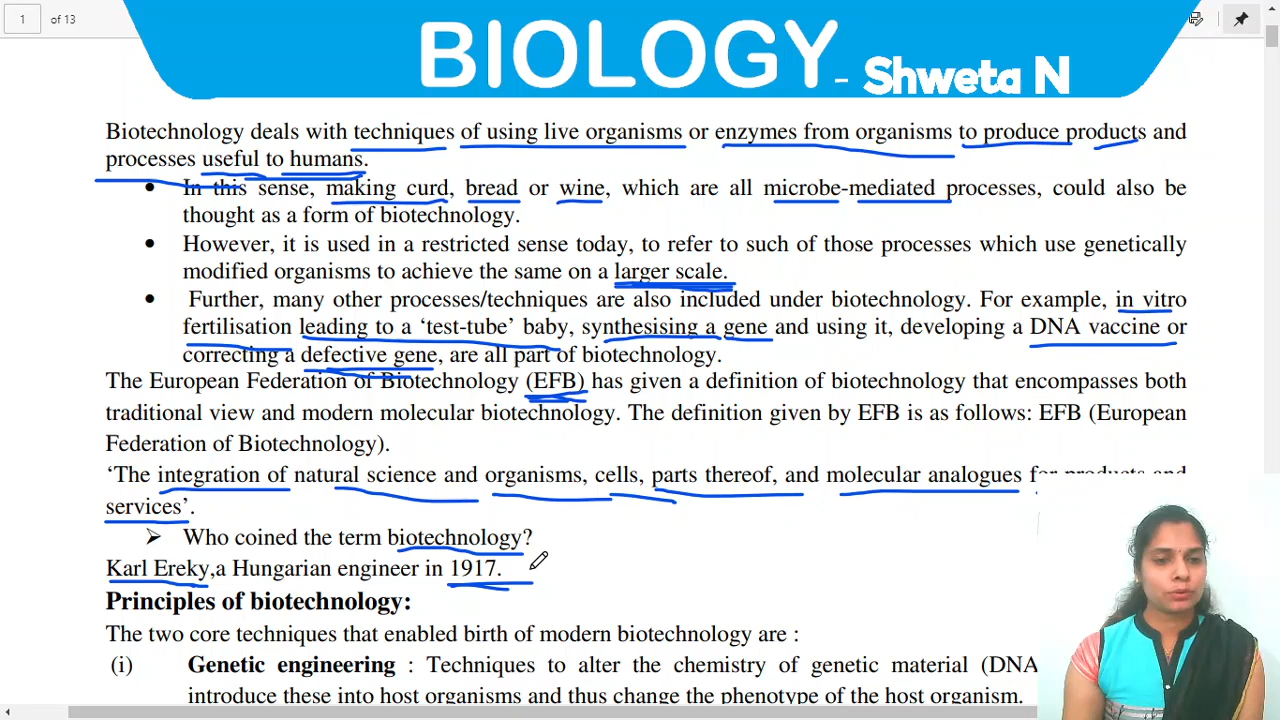 1 of 13
BIOLOGY - Shweta N
Biotechnology deals with techniques of using live organisms or enzymes from organisms to produce products and
processes useful to humans.
• In this sense, making curd, bread or wine, which are all microbe-mediated processes, could also be
thought as a form of biotechnology.
• However, it is used in a restricted sense today, to refer to such of those processes which use genetically
modified organisms to achieve the same on a larger scale.
• Further, many other processes/techniques are also included under biotechnology. For example, in vitro
fertilisation leading to a ‘test-tube’ baby, synthesising a gene and using it, developing a DNA vaccine or
correcting a defective gene, are all part of biotechnology.
The European Federation of Biotechnology (EFB) has given a definition of biotechnology that encompasses both
traditional view and modern molecular biotechnology. The definition given by EFB is as follows: EFB (European
Federation of Biotechnology).
‘The integration of natural science and organisms, cells, parts thereof, and molecular analogues for products and
services’.
➢ Who coined the term biotechnology?
Karl Ereky,a Hungarian engineer in 1917.
Principles of biotechnology:
The two core techniques that enabled birth of modern biotechnology are :
(i) Genetic engineering : Techniques to alter the chemistry of genetic material (DNA
introduce these into host organisms and thus change the phenotype of the host organism.